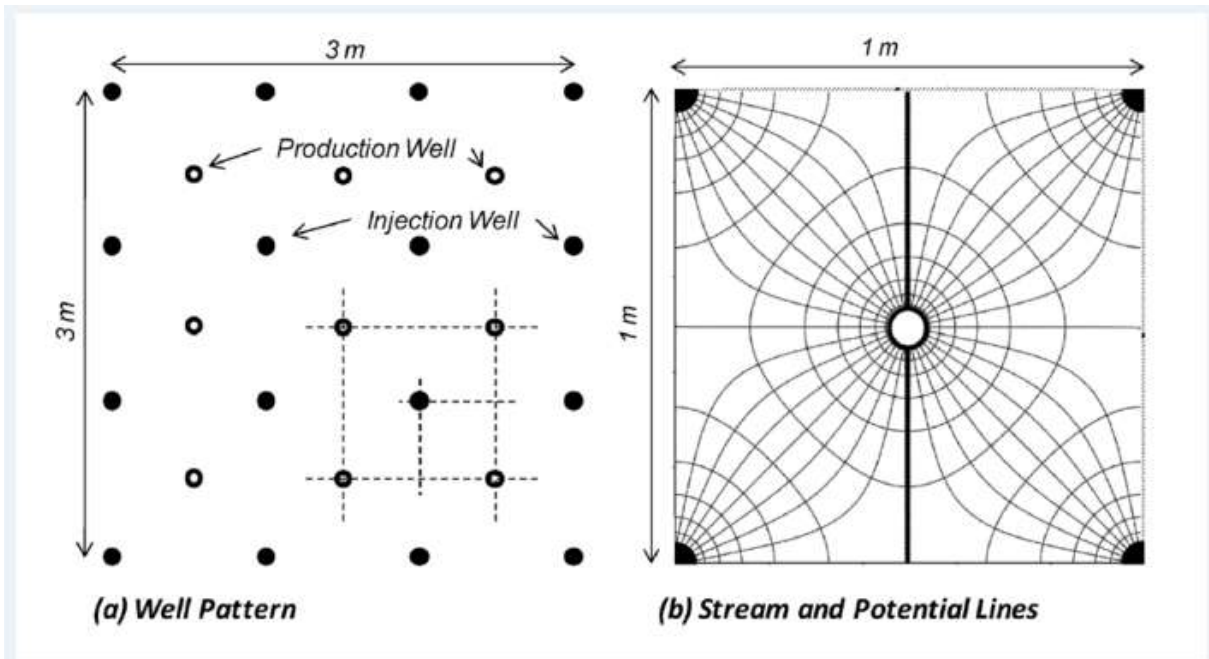 3 m
1 m
Production Well
Injection Well
3 m
1 m
(a) Well Pattern
(b) Stream and Potential Lines